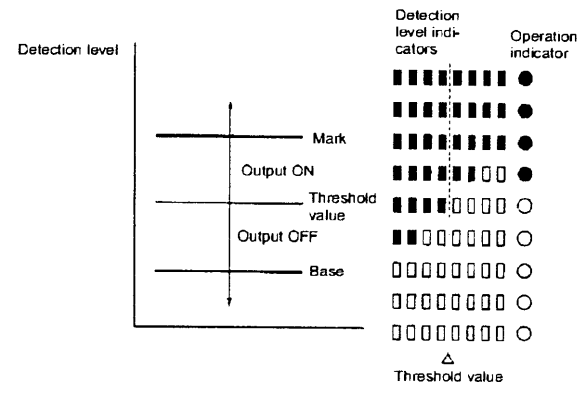 Detection
level indi-
cators
Operation
indicator
Detection level
Mark
Output ON
Threshold
value
Output OFF
Base
Threshold value